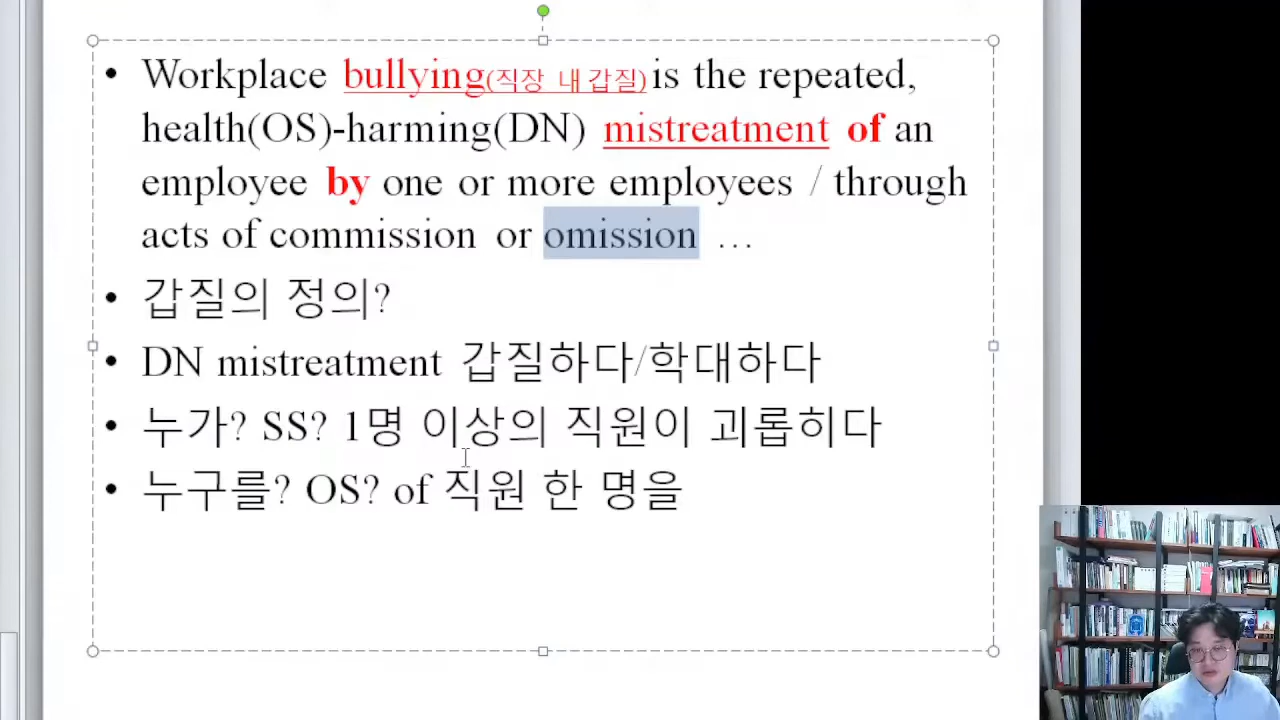 • Workplace bullying(직장 내 갑질) is the repeated,
health(OS)-harming(DN) mistreatment of an
employee by one or more employees / through
acts of commission or omission …
• 갑질의 정의?
• DN mistreatment 갑질하다/학대하다
• 누가? SS? 1명 이상의 직원이 괴롭히다
• 누구를? OS? of 직원 한 명을